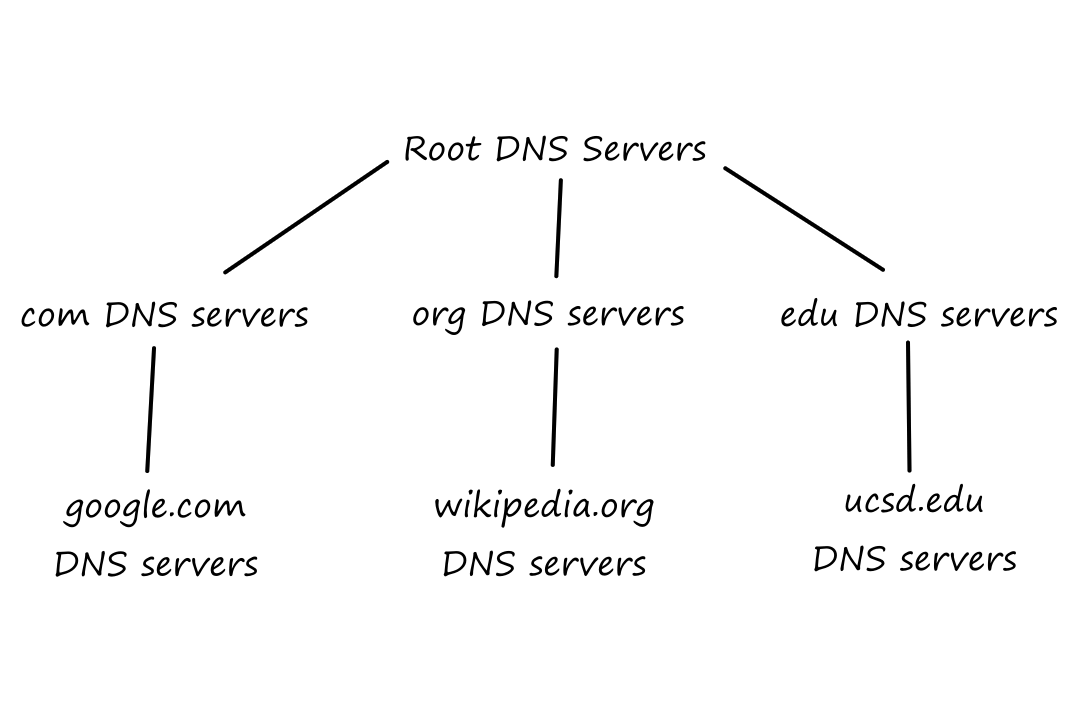 Root DNS Servers
com DNS servers
org DNS servers
edu DNS servers
google.com
DNS servers
wikipedia.org
DNS servers
ucsd.edu
DNS servers